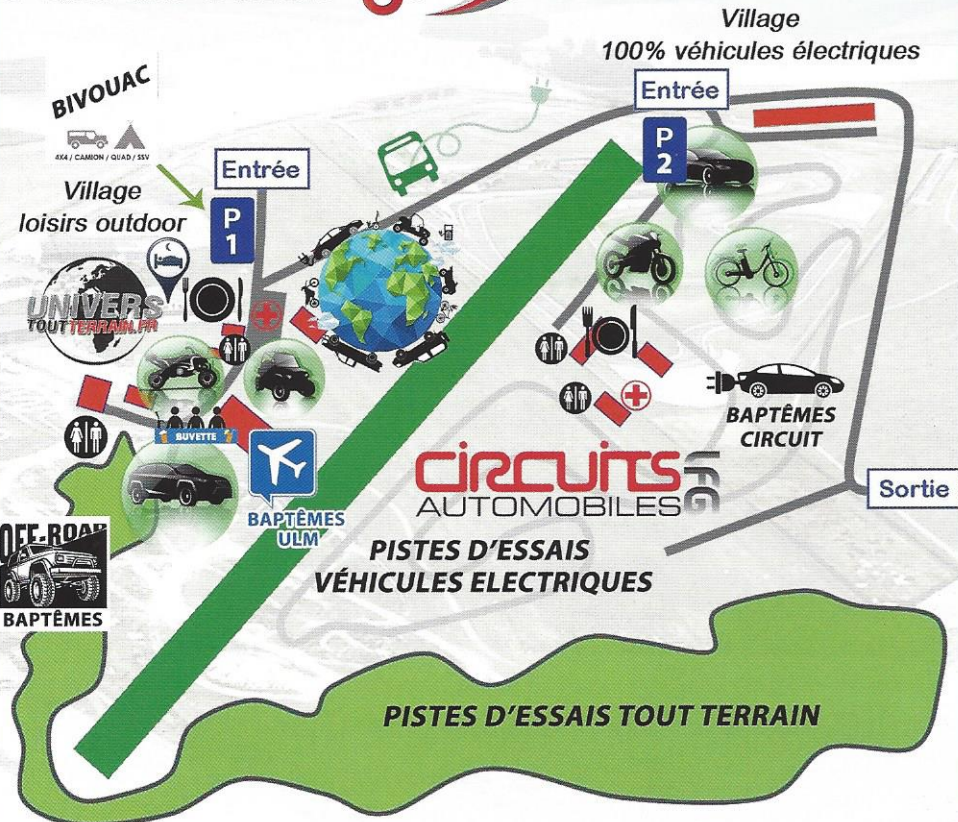 Village
100% véhicules électriques
BIVOUAC
4X4 / CAMION / QUAD / SSV
Entrée
P
2
Entrée
Village
loisirs outdoor
P
1
UNIVERS
TOUTTERRAIN.FR
BUVETTE
BAPTÊMES
ULM
BAPTÊMES
CIRCUIT
CIRCUITS
AUTOMOBILES
LFG
Sortie
PISTES D'ESSAIS
VÉHICULES ELECTRIQUES
OFF-ROAD
BAPTÊMES
PISTES D'ESSAIS TOUT TERRAIN